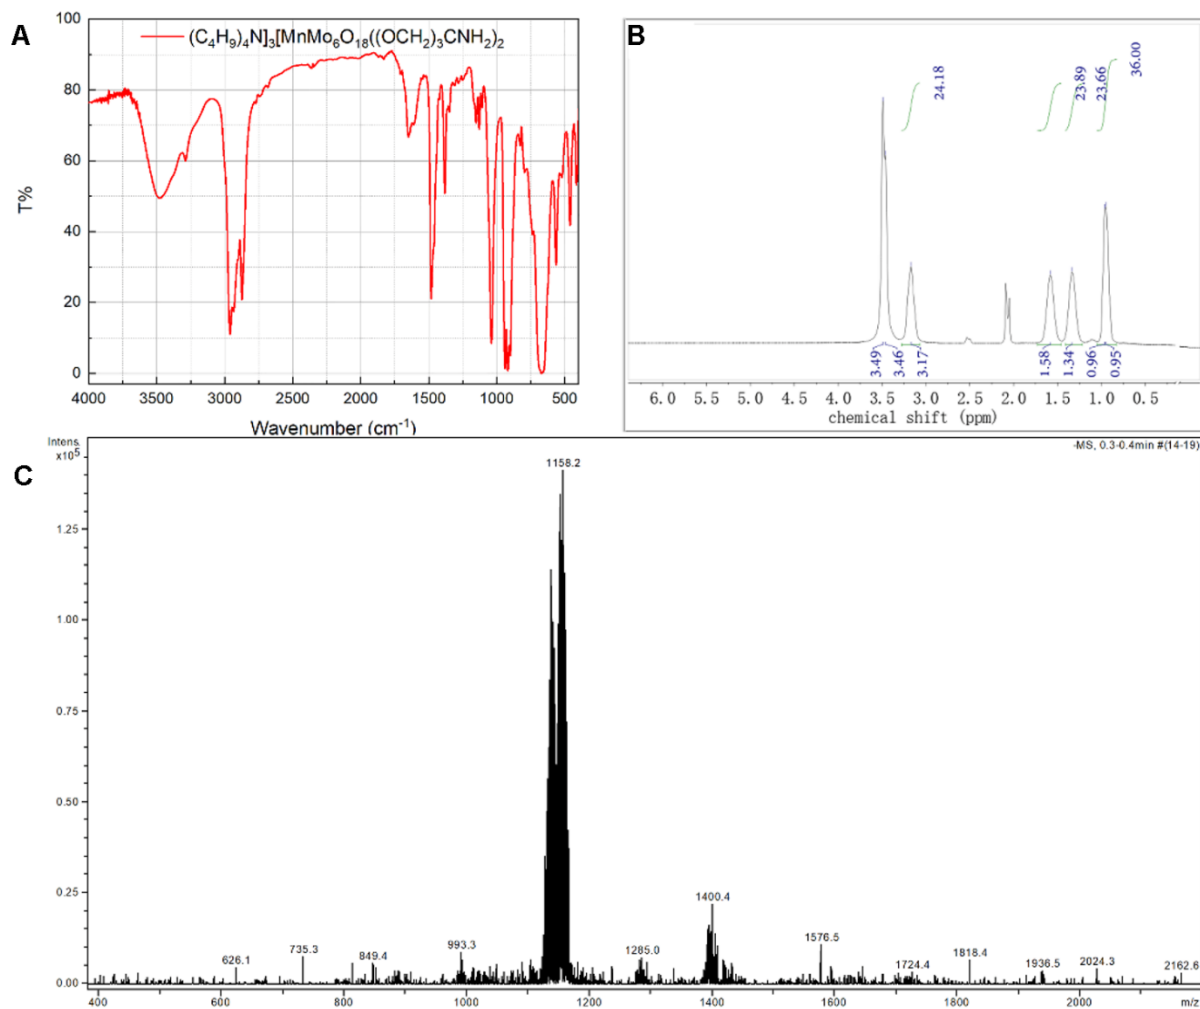 A
(C4H9)4N]3[MnMo6O18((OCH2)3CNH2)2
100
80
60
40
20
0
T%
4000 3500 3000 2500 2000 1500 1000 500
Wavenumber (cm-1)
B
24.18
23.89
23.66
36.00
3.49
3.46
3.17
1.58
1.34
0.96
0.95
6.0 5.5 5.0 4.5 4.0 3.5 3.0 2.5 2.0 1.5 1.0 0.5
chemical shift (ppm)
C
Intens.
x10^5
-MS, 0.3-0.4min #(14-19)
1.25
1.00
0.75
0.50
0.25
0.00
626.1
735.3
849.4
993.3
1158.2
1285.0
1400.4
1576.5
1724.4
1818.4
1936.5
2024.3
2162.6
400 600 800 1000 1200 1400 1600 1800 2000 m/z